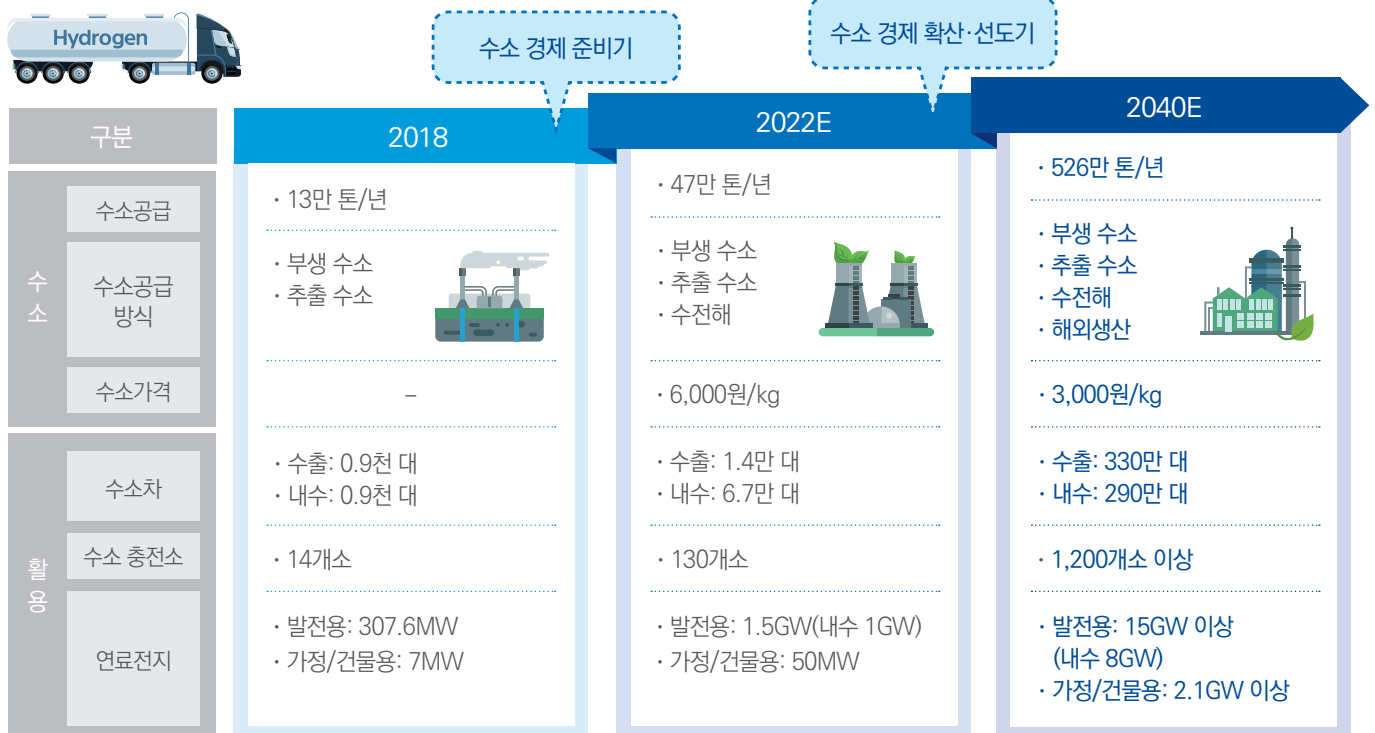 Hydrogen
수소 경제 준비기
수소 경제 확산·선도기
구분
2018
2022E
2040E
수소
수소공급
· 13만 톤/년
· 47만 톤/년
· 526만 톤/년
수소공급
방식
· 부생 수소
· 추출 수소
· 부생 수소
· 추출 수소
· 수전해
· 부생 수소
· 추출 수소
· 수전해
· 해외생산
수소가격
–
· 6,000원/kg
· 3,000원/kg
활용
수소차
· 수출: 0.9천 대
· 내수: 0.9천 대
· 수출: 1.4만 대
· 내수: 6.7만 대
· 수출: 330만 대
· 내수: 290만 대
수소 충전소
· 14개소
· 130개소
· 1,200개소 이상
연료전지
· 발전용: 307.6MW
· 가정/건물용: 7MW
· 발전용: 1.5GW(내수 1GW)
· 가정/건물용: 50MW
· 발전용: 15GW 이상
(내수 8GW)
· 가정/건물용: 2.1GW 이상